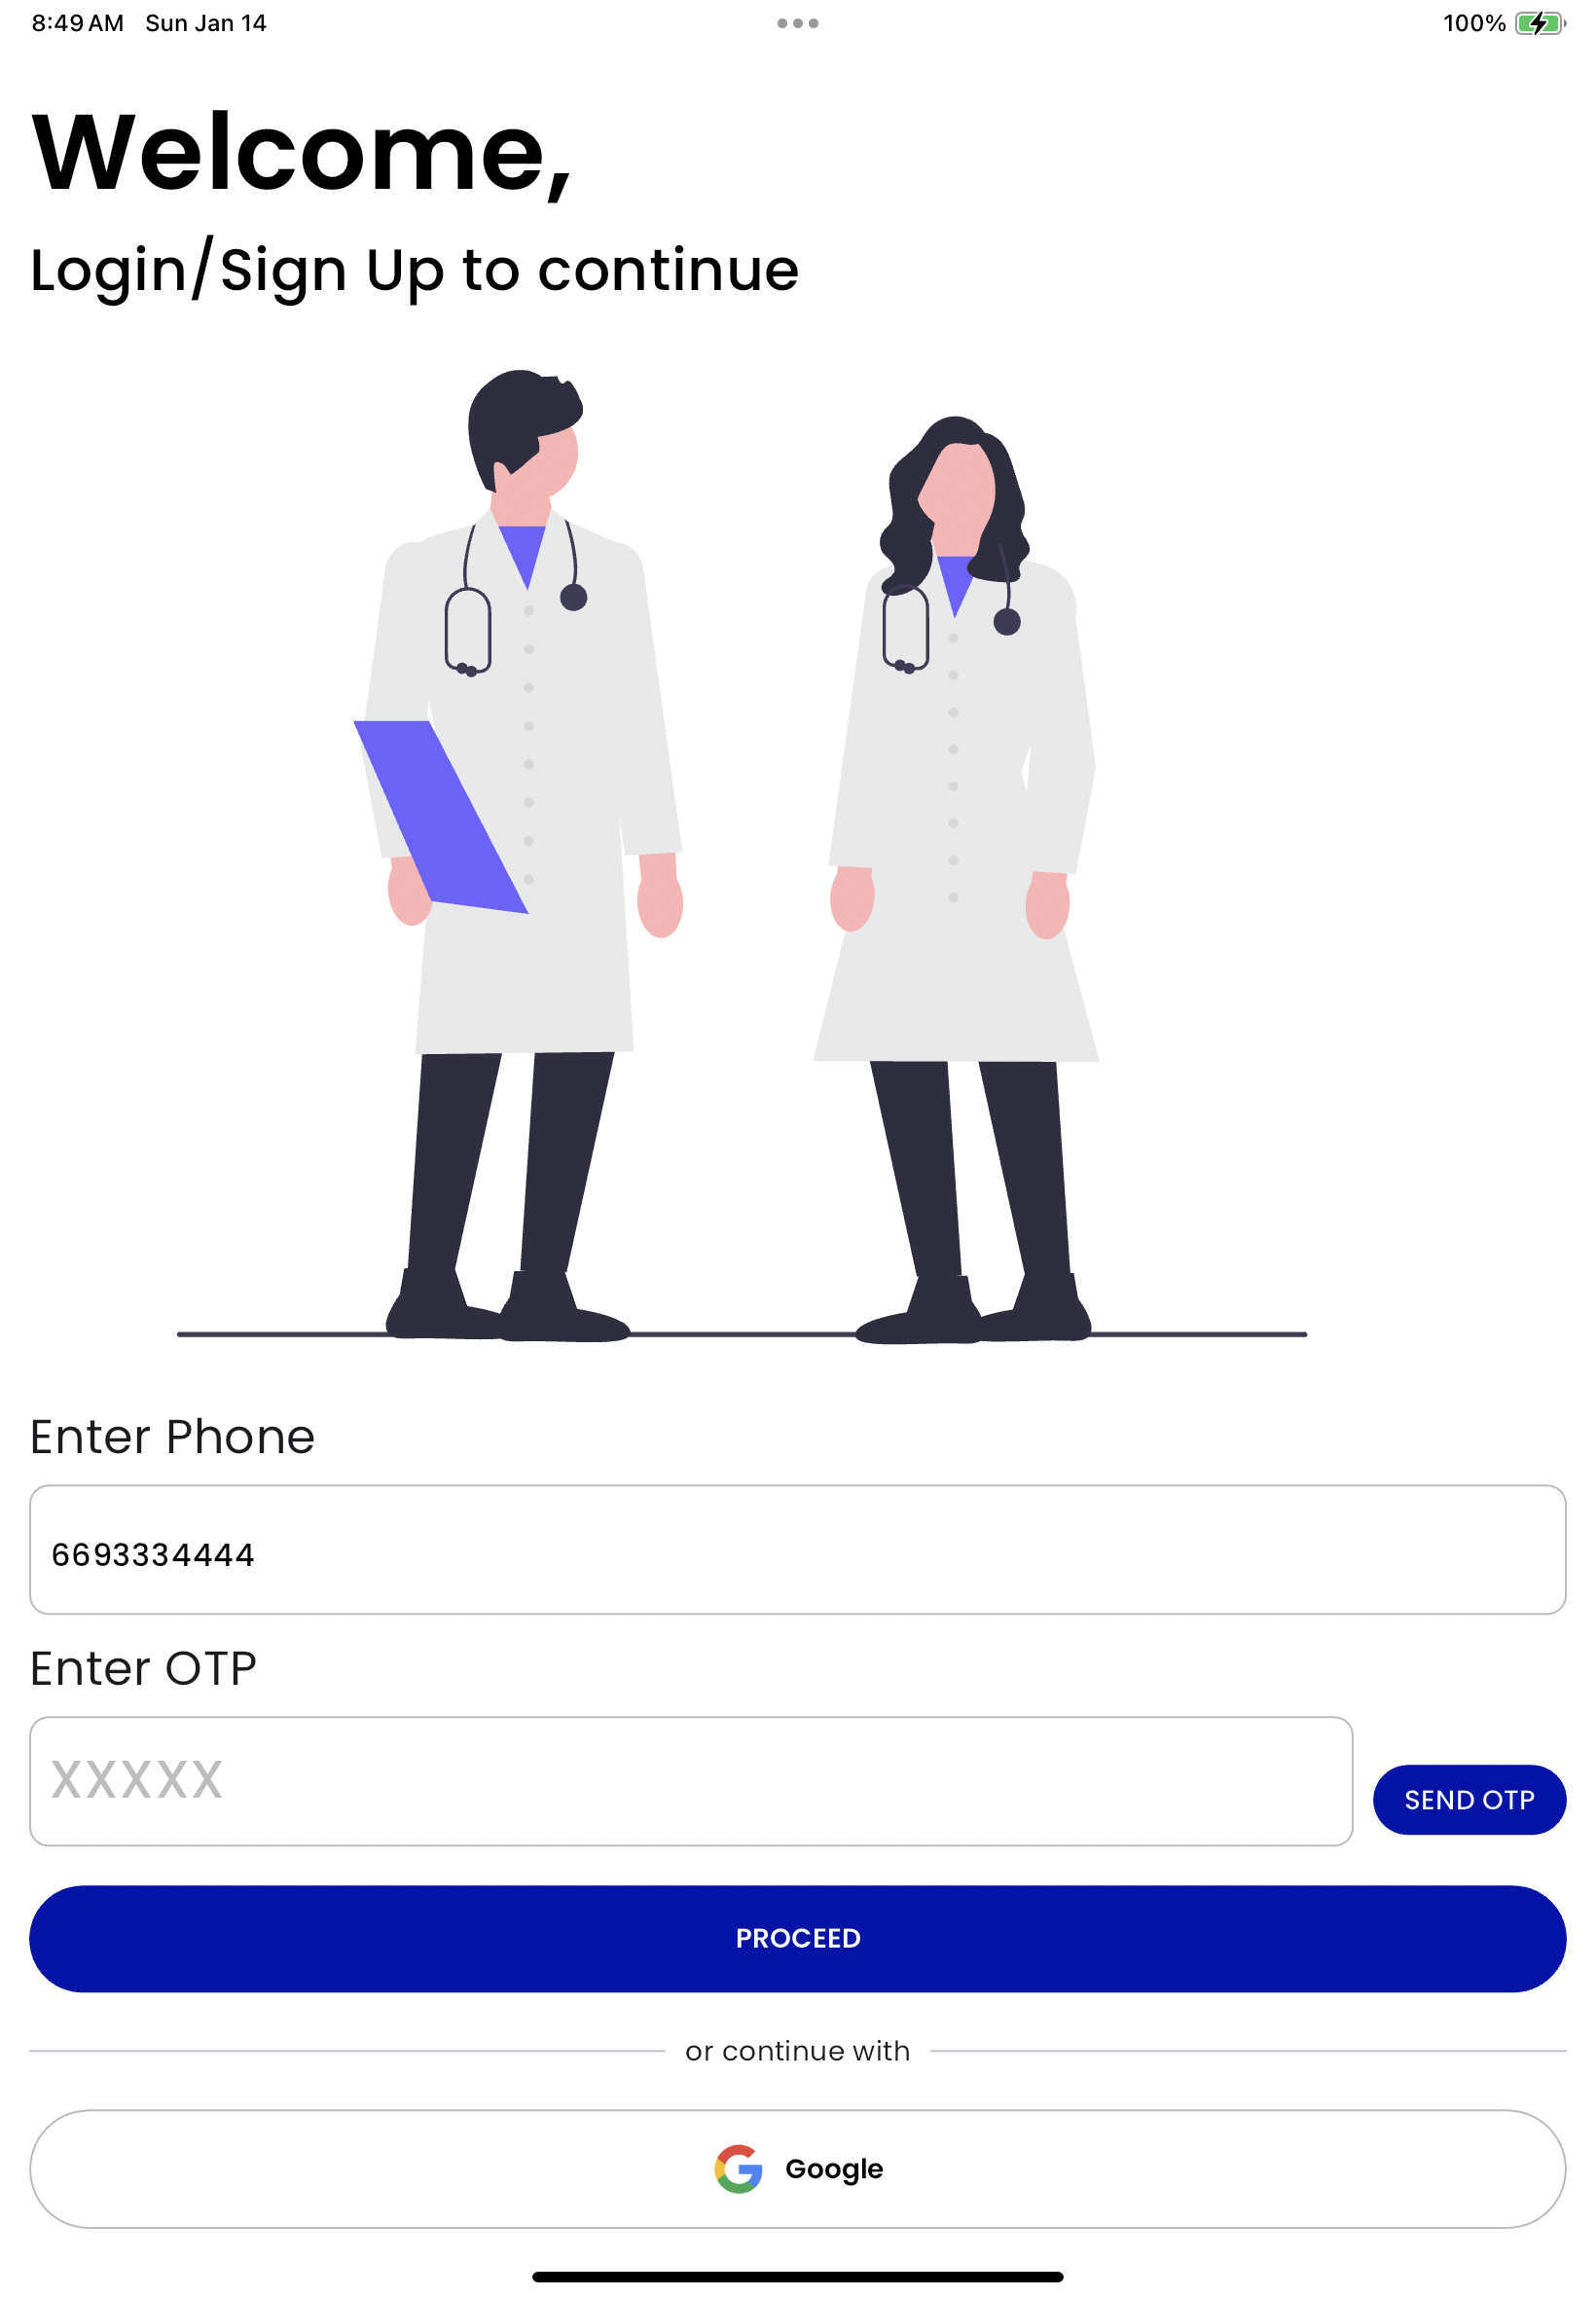 8:49 AM Sun Jan 14
100%
Welcome,
Login/Sign Up to continue
Enter Phone
6693334444
Enter OTP
XXXXX
SEND OTP
PROCEED
or continue with
Google